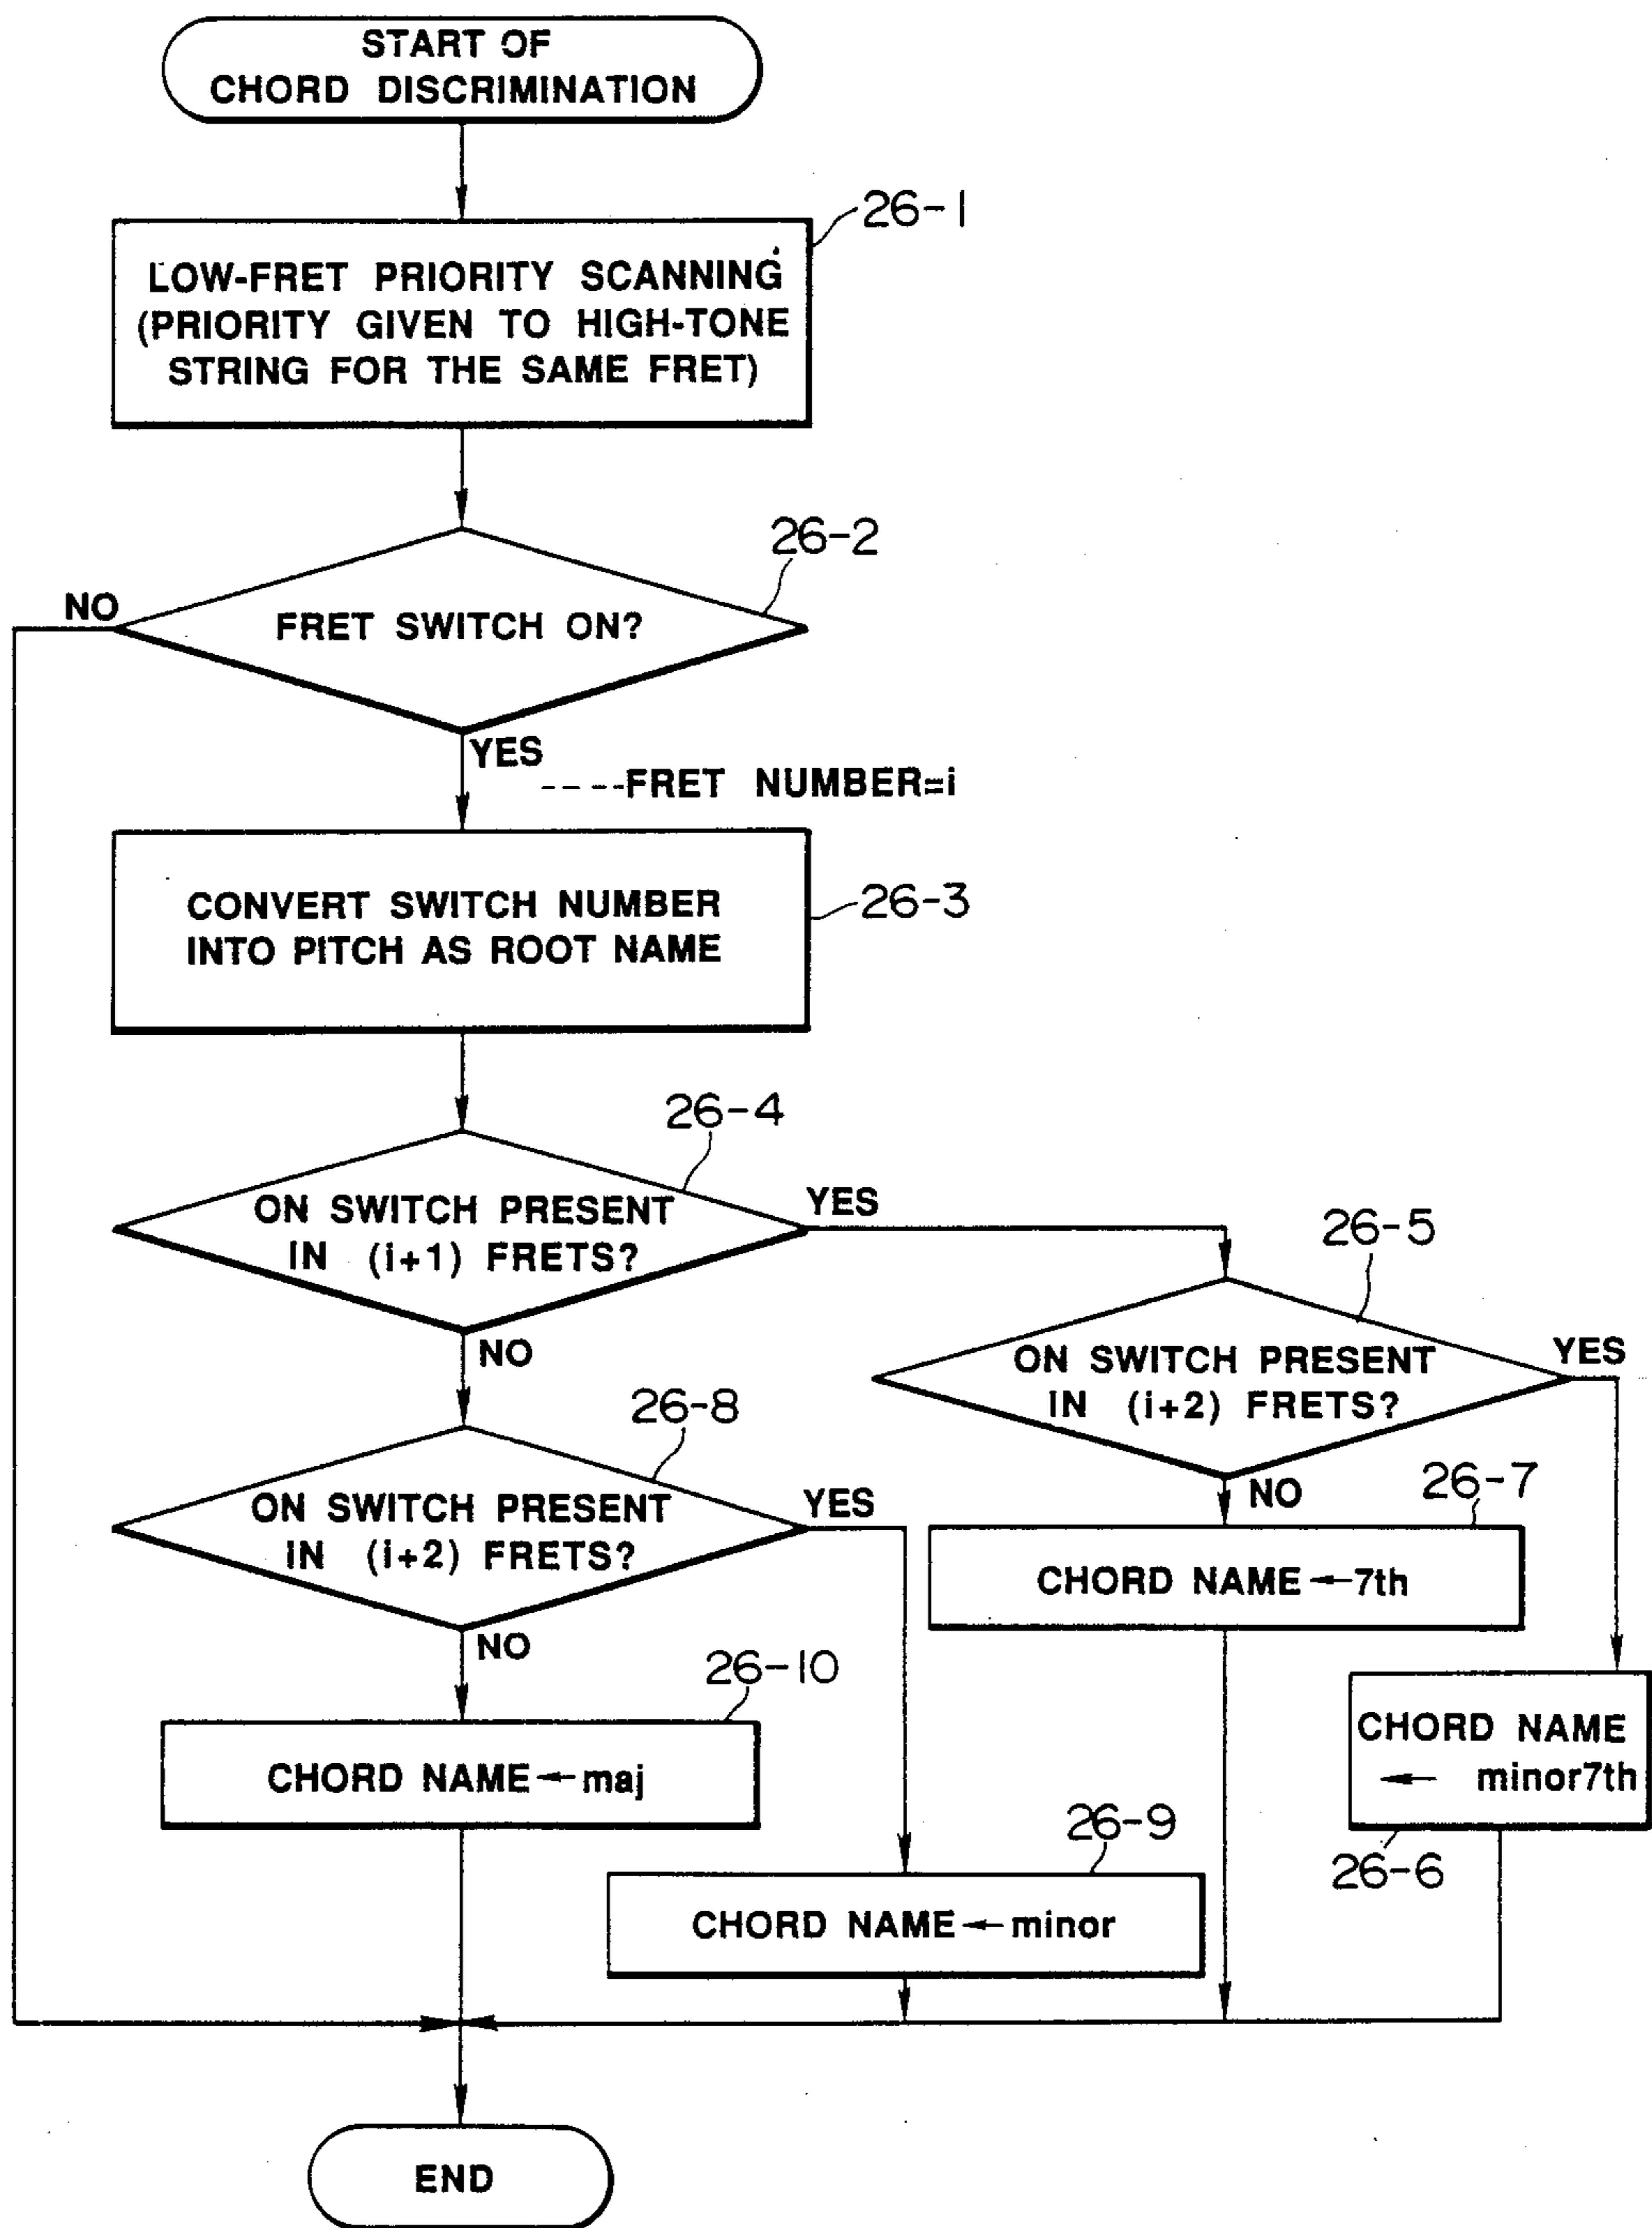 START OF
CHORD DISCRIMINATION
26-1
LOW-FRET PRIORITY SCANNING
(PRIORITY GIVEN TO HIGH-TONE
STRING FOR THE SAME FRET)
26-2
NO
FRET SWITCH ON?
YES
----FRET NUMBER=i
26-3
CONVERT SWITCH NUMBER
INTO PITCH AS ROOT NAME
26-4
ON SWITCH PRESENT
IN (i+1) FRETS?
YES
NO
26-5
ON SWITCH PRESENT
IN (i+2) FRETS?
YES
NO
26-8
ON SWITCH PRESENT
IN (i+2) FRETS?
YES
NO
26-7
CHORD NAME←7th
26-10
CHORD NAME←maj
CHORD NAME
← minor7th
26-6
26-9
CHORD NAME←minor
END